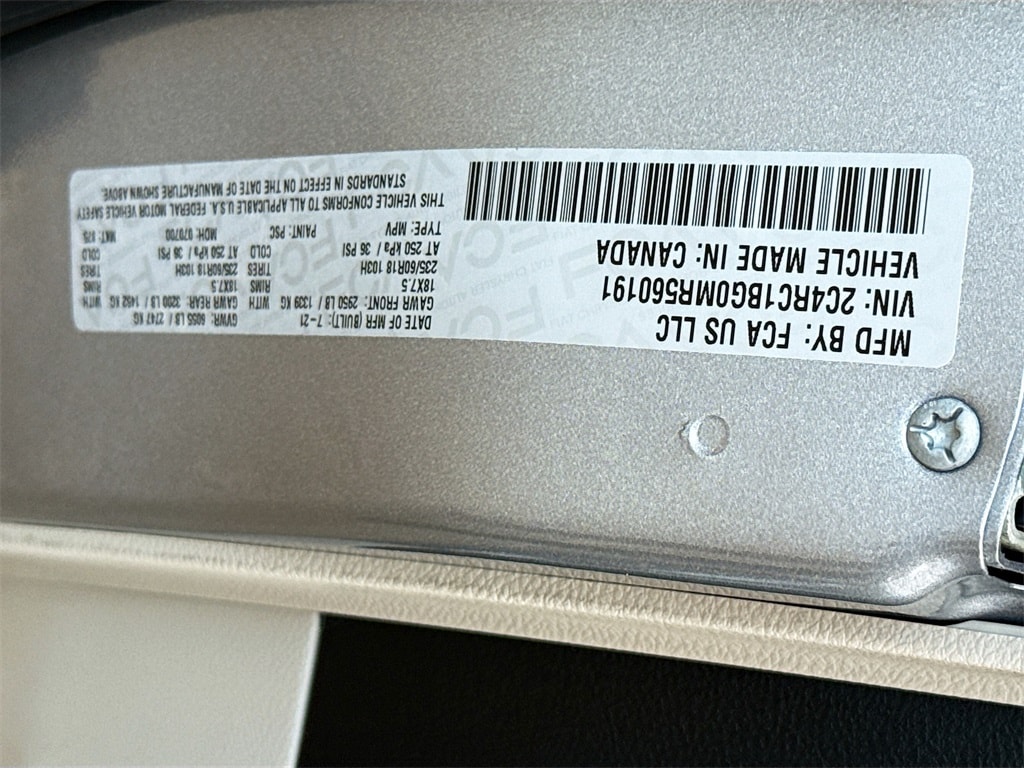 MFD BY: FCA US LLC
VIN: 2C4RC1BG0MR560191
VEHICLE MADE IN: CANADA
DATE OF MFR (BUILT): 7-21 GVWR: 6055 LB / 2747 KG
GAWR FRONT: 2950 LB / 1339 KG WITH GAWR REAR: 3200 LB / 1452 KG WITH
18X7.5 RIMS 18X7.5 RIMS
235/60R18 103H TIRES 235/60R18 103H TIRES
AT 250 kPa / 36 PSI COLD AT 250 kPa / 36 PSI COLD
TYPE: MPV PAINT: PSC MDH: 070700 MKT:
THIS VEHICLE CONFORMS TO ALL APPLICABLE U.S.A. FEDERAL MOTOR VEHICLE SAFETY
STANDARDS IN EFFECT ON THE DATE OF MANUFACTURE SHOWN ABOVE.